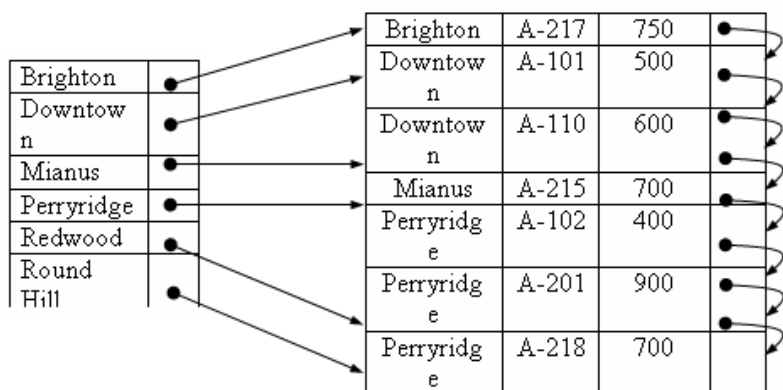 Brighton
Downtow
n
Mianus
Perryridge
Redwood
Round
Hill
Brighton A-217 750
Downtow A-101 500
n
Downtow A-110 600
n
Mianus A-215 700
Perryridg A-102 400
e
Perryridg A-201 900
e
Perryridg A-218 700
e